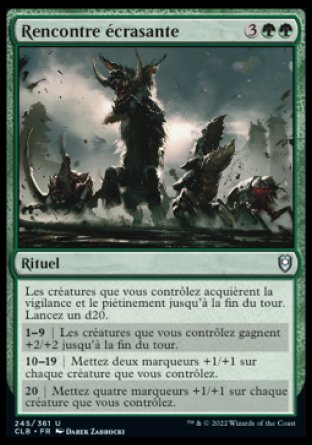 Rencontre écrasante 3
Rituel
Les créatures que vous contrôlez acquièrent la
vigilance et le piétinement jusqu'à la fin du tour.
Lancez un d20.
1–9 | Les créatures que vous contrôlez gagnent
+2/+2 jusqu'à la fin du tour.
10–19 | Mettez deux marqueurs +1/+1 sur
chaque créature que vous contrôlez.
20 | Mettez quatre marqueurs +1/+1 sur chaque
créature que vous contrôlez.
245/361 U
CLB • FR Darek Zabrocki
™ & © 2022 Wizards of the Coast